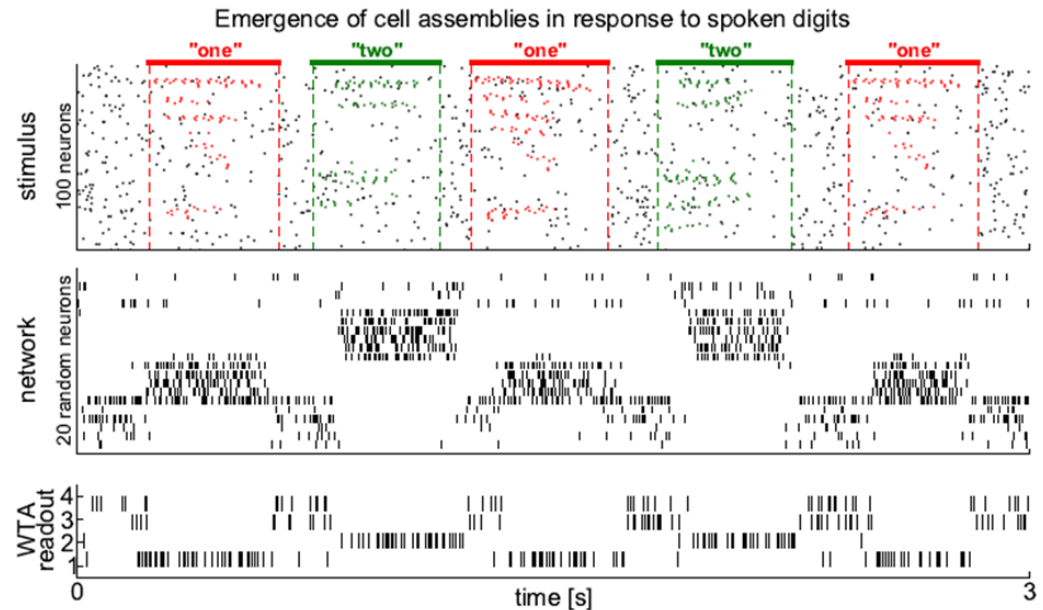 Emergence of cell assemblies in response to spoken digits
"one" "two" "one" "two" "one"
stimulus
100 neurons
network
20 random neurons
WTA
readout
4
3
2
1
0 time [s] 3